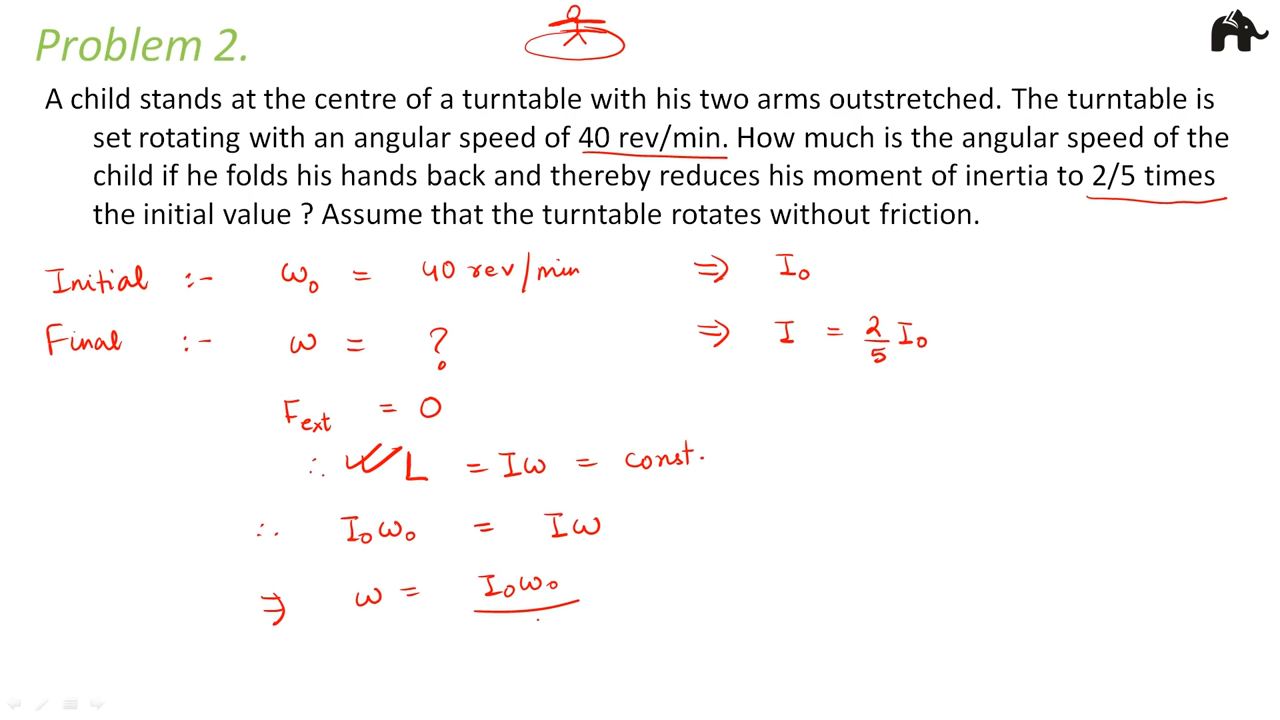 Problem 2.
A child stands at the centre of a turntable with his two arms outstretched. The turntable is
set rotating with an angular speed of 40 rev/min. How much is the angular speed of the
child if he folds his hands back and thereby reduces his moment of inertia to 2/5 times
the initial value ? Assume that the turntable rotates without friction.
Initial :- ω₀ = 40 rev/min ⇒ I₀
Final :- ω = ? ⇒ I = 2/5 I₀
F_ext = 0
∴ L = Iω = const.
∴ I₀ω₀ = Iω
⇒ ω = I₀ω₀